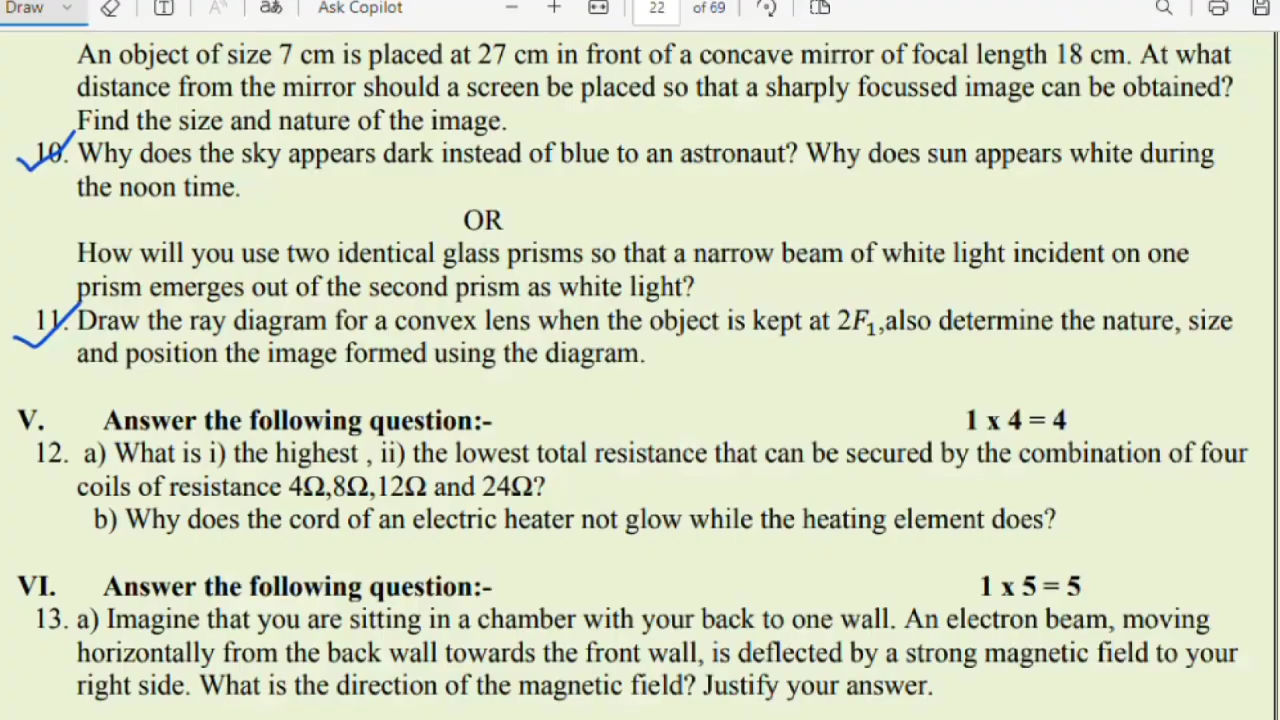 Draw
Ask Copilot
22 of 69
An object of size 7 cm is placed at 27 cm in front of a concave mirror of focal length 18 cm. At what
distance from the mirror should a screen be placed so that a sharply focussed image can be obtained?
Find the size and nature of the image.
10. Why does the sky appears dark instead of blue to an astronaut? Why does sun appears white during
the noon time.
OR
How will you use two identical glass prisms so that a narrow beam of white light incident on one
prism emerges out of the second prism as white light?
11. Draw the ray diagram for a convex lens when the object is kept at 2F₁,also determine the nature, size
and position the image formed using the diagram.
V. Answer the following question:- 1 x 4 = 4
12. a) What is i) the highest , ii) the lowest total resistance that can be secured by the combination of four
coils of resistance 4Ω,8Ω,12Ω and 24Ω?
b) Why does the cord of an electric heater not glow while the heating element does?
VI. Answer the following question:- 1 x 5 = 5
13. a) Imagine that you are sitting in a chamber with your back to one wall. An electron beam, moving
horizontally from the back wall towards the front wall, is deflected by a strong magnetic field to your
right side. What is the direction of the magnetic field? Justify your answer.